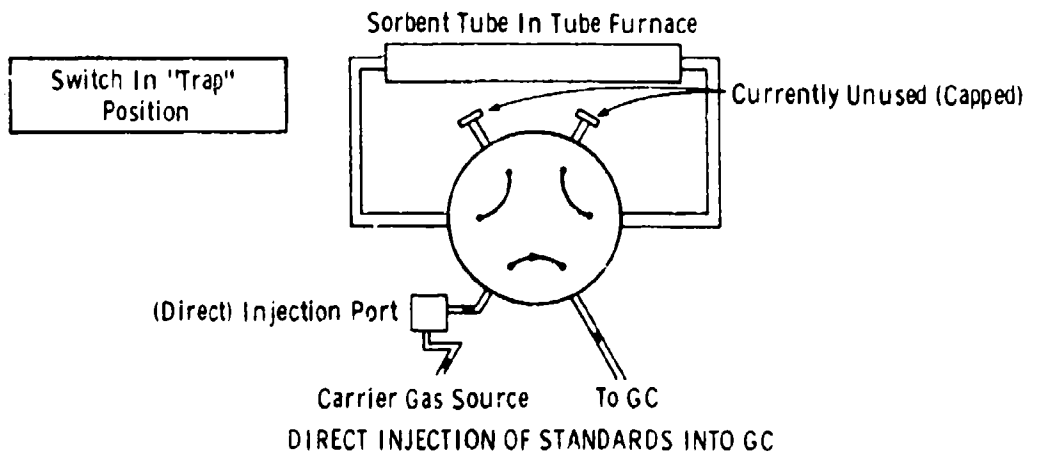 Sorbent Tube In Tube Furnace
Switch In "Trap"
Position
Currently Unused (Capped)
(Direct) Injection Port
Carrier Gas Source
To GC
DIRECT INJECTION OF STANDARDS INTO GC